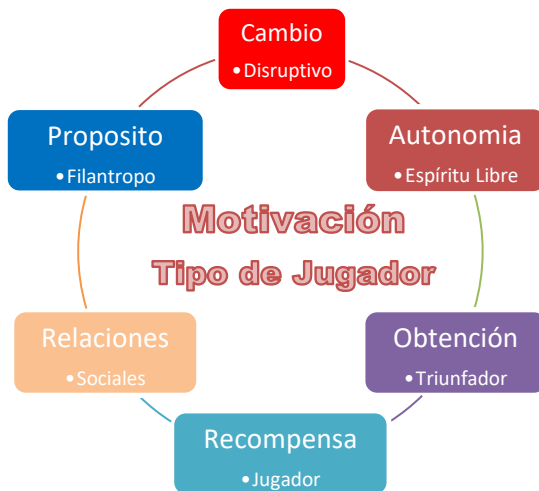 Cambio
• Disruptivo
Proposito
• Filantropo
Autonomia
• Espíritu Libre
Motivación
Tipo de Jugador
Relaciones
• Sociales
Obtención
• Triunfador
Recompensa
• Jugador